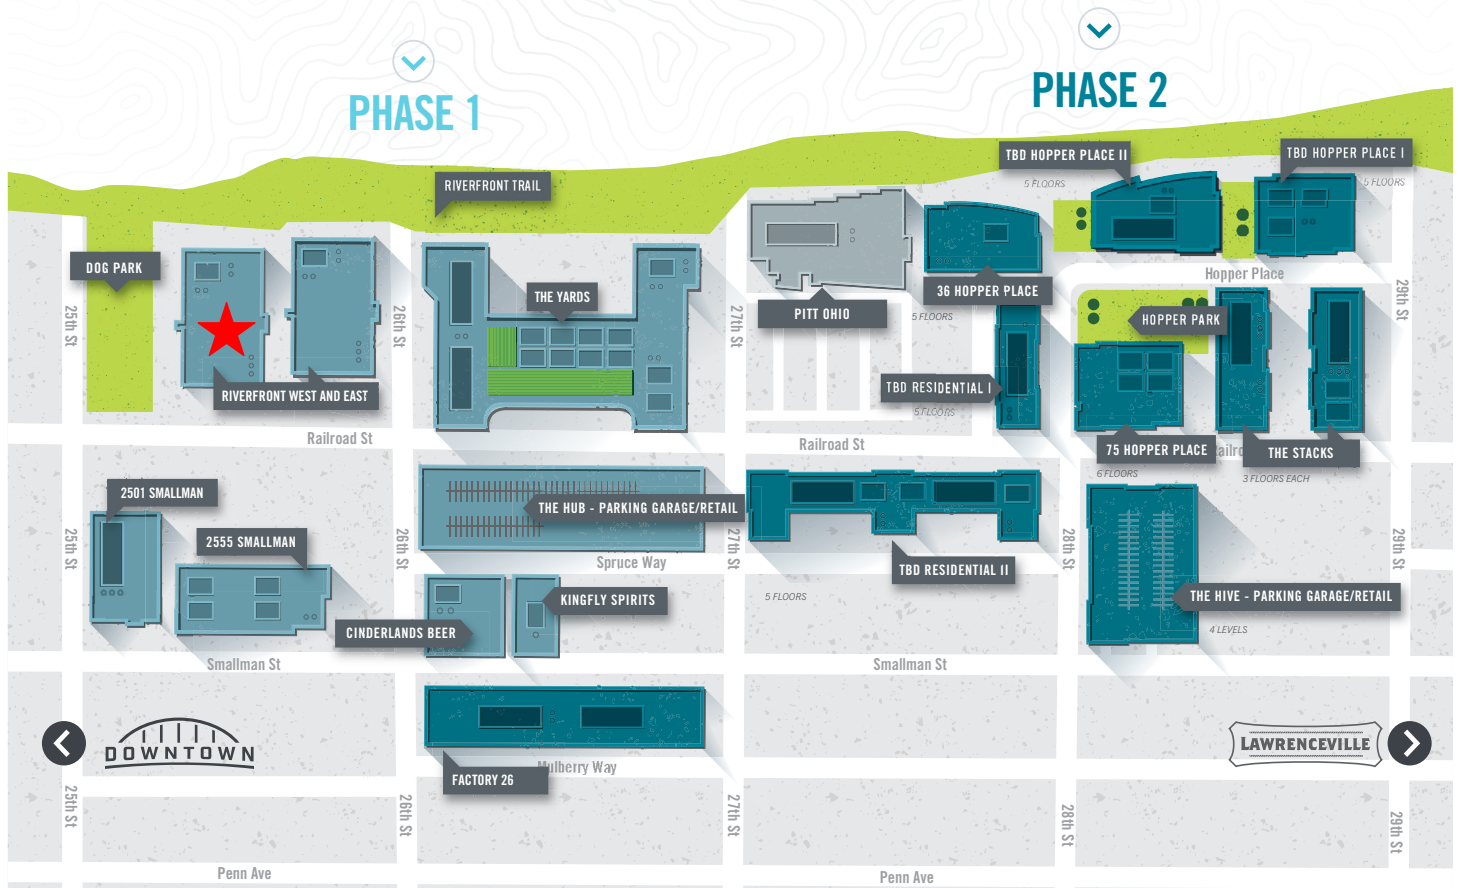 PHASE 1
PHASE 2
TBD HOPPER PLACE II
TBD HOPPER PLACE I
5 FLOORS
5 FLOORS
RIVERFRONT TRAIL
DOG PARK
Hopper Place
THE YARDS
36 HOPPER PLACE
PITT OHIO
5 FLOORS
HOPPER PARK
25th St
26th St
27th St
29th St
RIVERFRONT WEST AND EAST
TBD RESIDENTIAL I
5 FLOORS
Railroad St
Railroad St
75 HOPPER PLACE
THE STACKS
6 FLOORS
3 FLOORS EACH
2501 SMALLMAN
THE HUB - PARKING GARAGE/RETAIL
2555 SMALLMAN
25th St
26th St
27th St
28th St
29th St
Spruce Way
TBD RESIDENTIAL II
5 FLOORS
KINGFLY SPIRITS
THE HIVE - PARKING GARAGE/RETAIL
CINDERLANDS BEER
4 LEVELS
Smallman St
Smallman St
DOWNTOWN
LAWRENCEVILLE
Mulberry Way
FACTORY 26
25th St
26th St
27th St
28th St
29th St
Penn Ave
Penn Ave